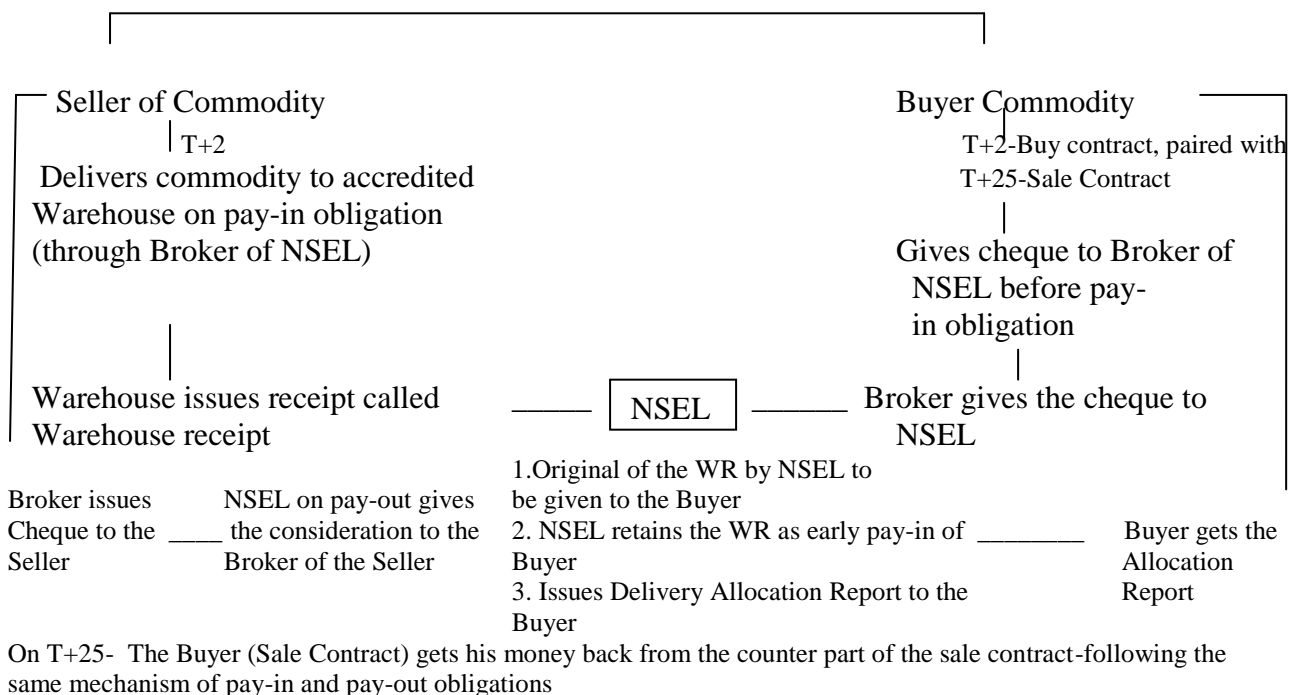 Seller of Commodity
T+2
Delivers commodity to accredited
Warehouse on pay-in obligation
(through Broker of NSEL)
Warehouse issues receipt called
Warehouse receipt
Buyer Commodity
T+2-Buy contract, paired with
T+25-Sale Contract
Gives cheque to Broker of
NSEL before pay-
in obligation
Broker gives the cheque to
NSEL
NSEL
Broker issues
Cheque to the
Seller
NSEL on pay-out gives
the consideration to the
Broker of the Seller
1.Original of the WR by NSEL to
be given to the Buyer
2. NSEL retains the WR as early pay-in of
Buyer
3. Issues Delivery Allocation Report to the
Buyer
Buyer gets the
Allocation
Report
On T+25- The Buyer (Sale Contract) gets his money back from the counter part of the sale contract-following the
same mechanism of pay-in and pay-out obligations